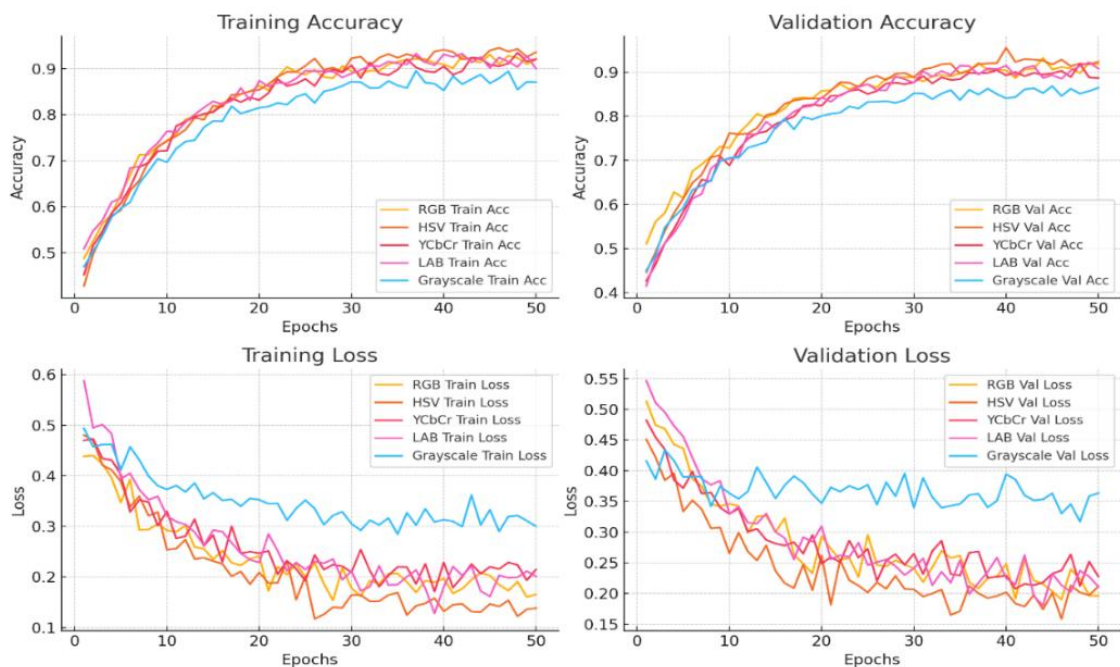 Training Accuracy
Accuracy
0.9
0.8
0.7
0.6
0.5
RGB Train Acc
HSV Train Acc
YCbCr Train Acc
LAB Train Acc
Grayscale Train Acc
0 10 20 30 40 50
Epochs
Validation Accuracy
Accuracy
0.9
0.8
0.7
0.6
0.5
0.4
RGB Val Acc
HSV Val Acc
YCbCr Val Acc
LAB Val Acc
Grayscale Val Acc
0 10 20 30 40 50
Epochs
Training Loss
Loss
0.6
0.5
0.4
0.3
0.2
0.1
RGB Train Loss
HSV Train Loss
YCbCr Train Loss
LAB Train Loss
Grayscale Train Loss
0 10 20 30 40 50
Epochs
Validation Loss
Loss
0.55
0.50
0.45
0.40
0.35
0.30
0.25
0.20
0.15
RGB Val Loss
HSV Val Loss
YCbCr Val Loss
LAB Val Loss
Grayscale Val Loss
0 10 20 30 40 50
Epochs